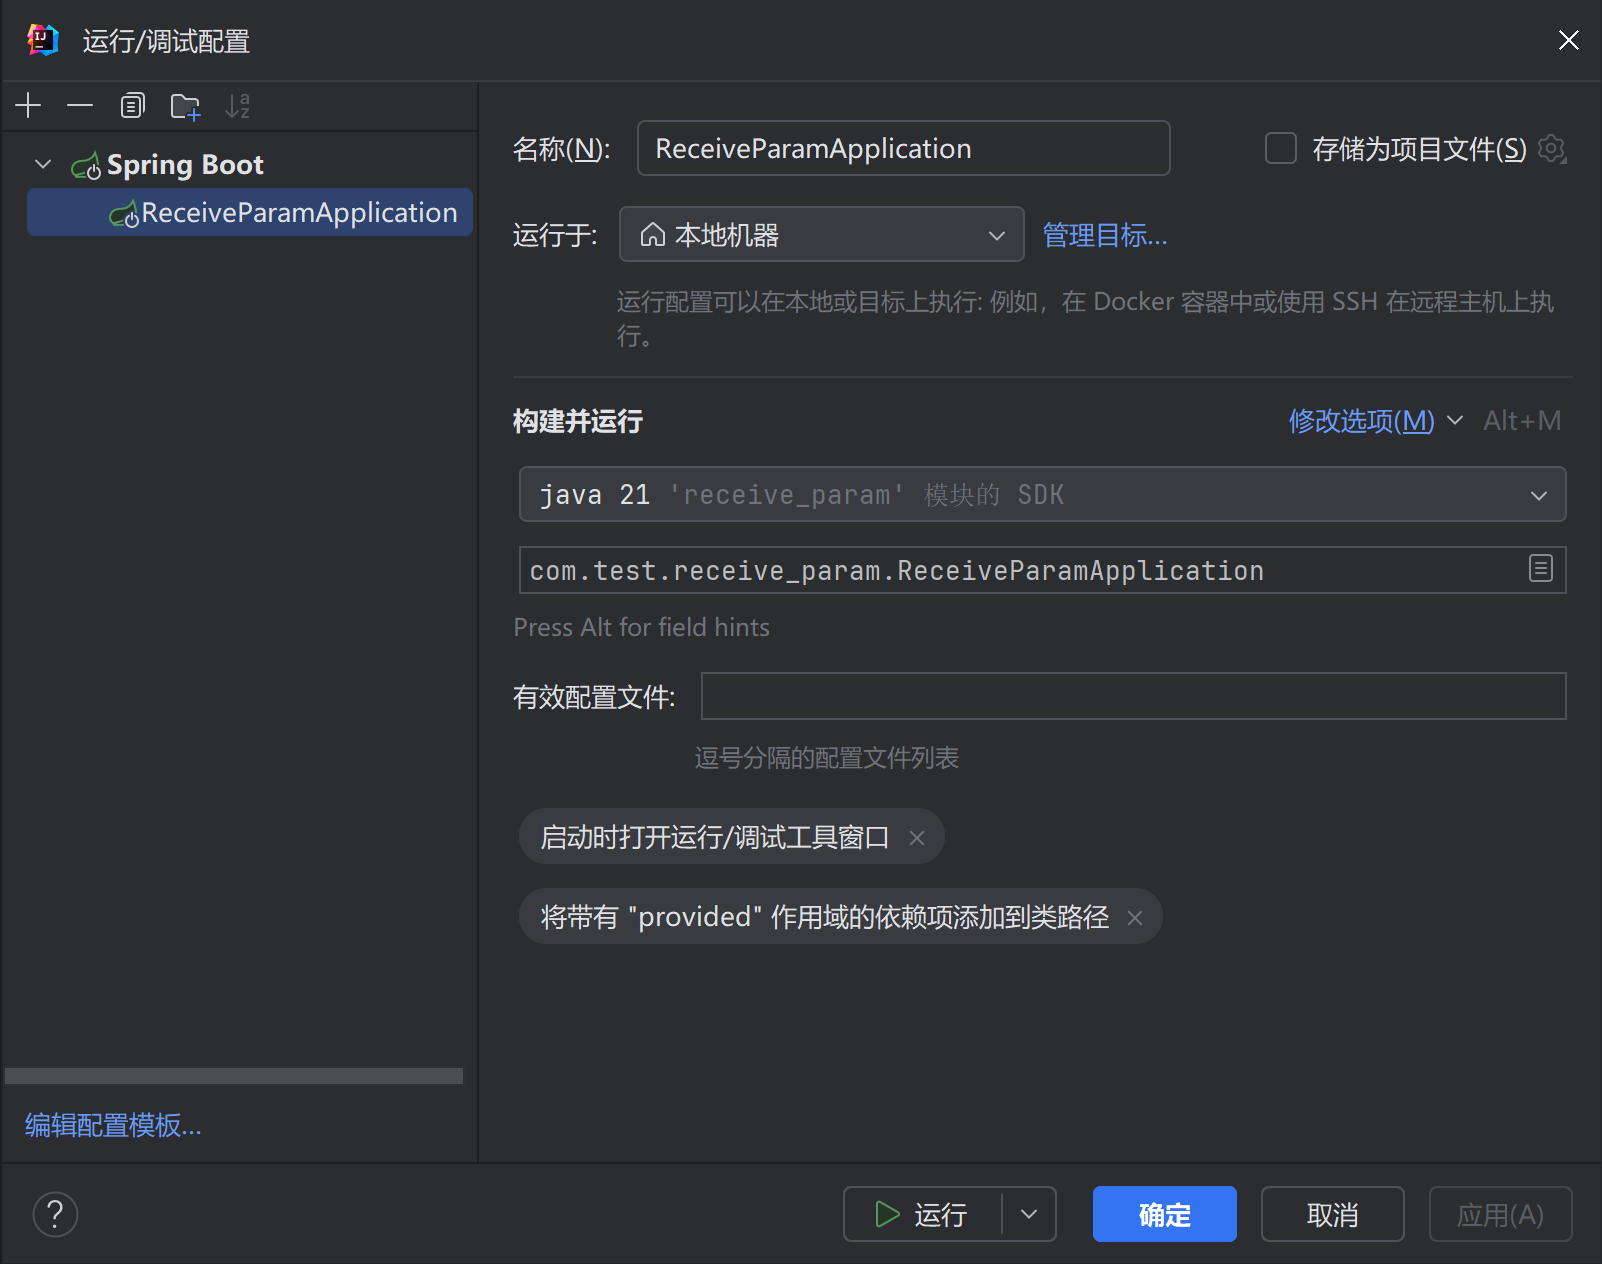 运行/调试配置
Spring Boot
ReceiveParamApplication
编辑配置模板...
名称(N):
ReceiveParamApplication
存储为项目文件(S)
运行于:
本地机器
管理目标...
运行配置可以在本地或目标上执行: 例如，在 Docker 容器中或使用 SSH 在远程主机上执
行。
构建并运行
修改选项(M)
Alt+M
java 21 'receive_param' 模块的 SDK
com.test.receive_param.ReceiveParamApplication
Press Alt for field hints
有效配置文件:
逗号分隔的配置文件列表
启动时打开运行/调试工具窗口
将带有 "provided" 作用域的依赖项添加到类路径
?
运行
确定
取消
应用(A)